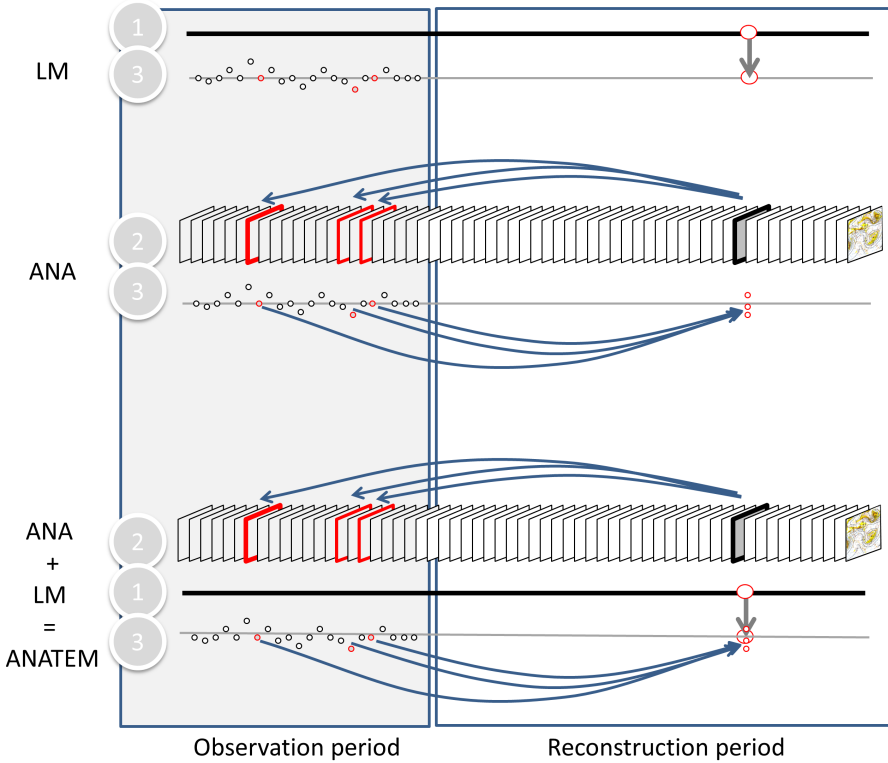 1
LM
3
2
ANA
3
ANA
2
+
1
LM
=
3
ANATEM
Observation period
Reconstruction period